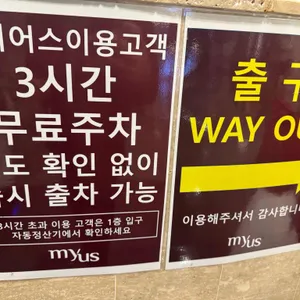 이어스이용고객
3시간
무료주차
도 확인 없이
즉시 출차 가능
3시간 초과 이용 고객은 1층 입구
자동정산기에서 확인하세요
myus
출구
WAY OU
이용해주셔서 감사합니
myus